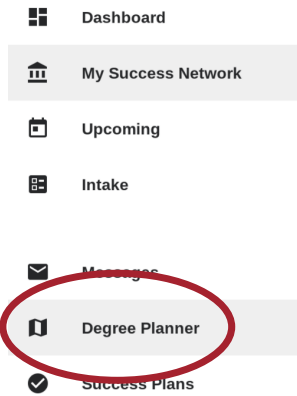 Dashboard
My Success Network
Upcoming
Intake
Messages
Degree Planner
Success Plans